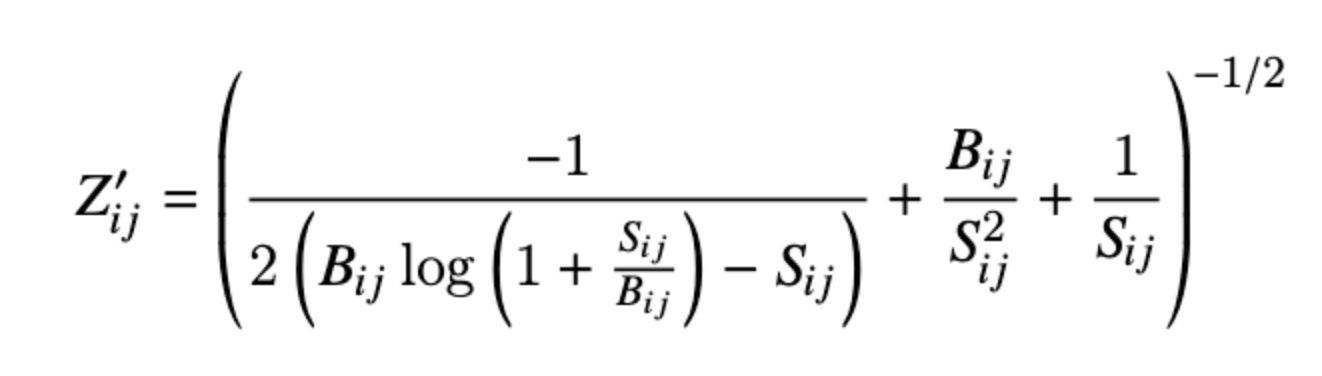 Z'_{ij} = \left( \frac{-1}{2 \left( B_{ij} \log \left( 1 + \frac{S_{ij}}{B_{ij}} \right) - S_{ij} \right)} + \frac{B_{ij}}{S_{ij}^2} + \frac{1}{S_{ij}} \right)^{-1/2}